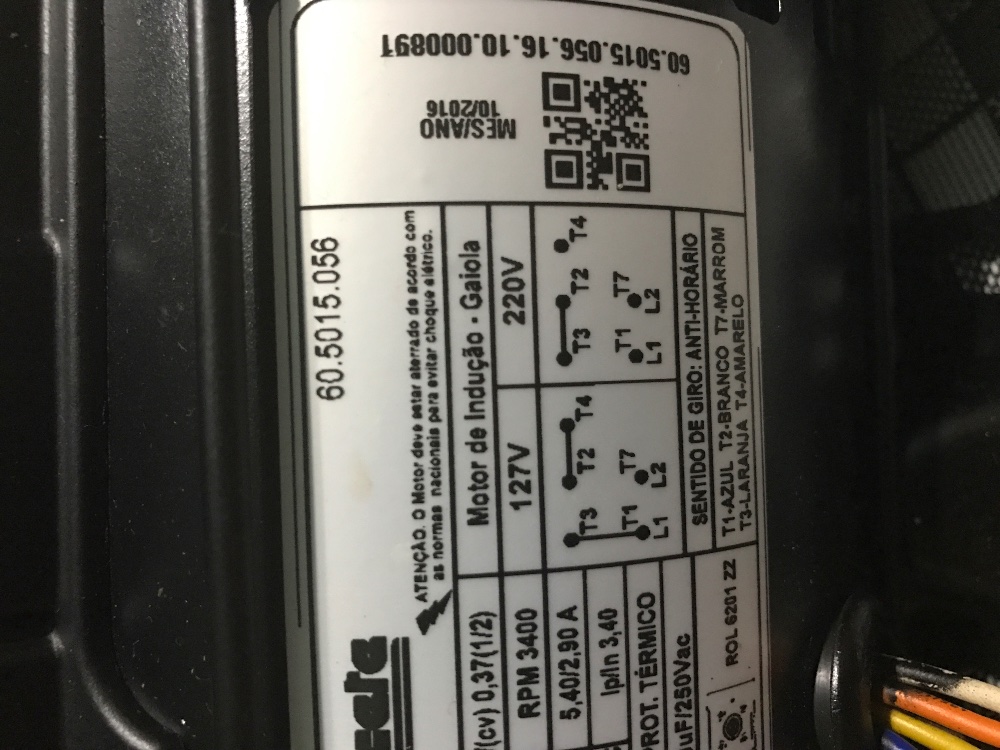 60.5015.056.16.10.00089T
MES/ANO
10/2016
60.5015.056
ATENÇÃO. O Motor deve estar aterrado de acordo com
as normas nacionais para evitar choque elétrico.
Motor de Indução - Gaiola
127V 220V
T3 T2 T4 T3 T2 T4
T1 T7 T1 T7
L1 L2 L1 L2
SENTIDO DE GIRO: ANTI-HORÁRIO
T1-AZUL T2-BRANCO T7-MARROM
T3-LARANJA T4-AMARELO
(cv) 0,37(1/2)
RPM 3400
5,40/2,90 A
Ip/In 3,40
PROT. TÉRMICO
uF/250Vac
ROL 6201 ZZ